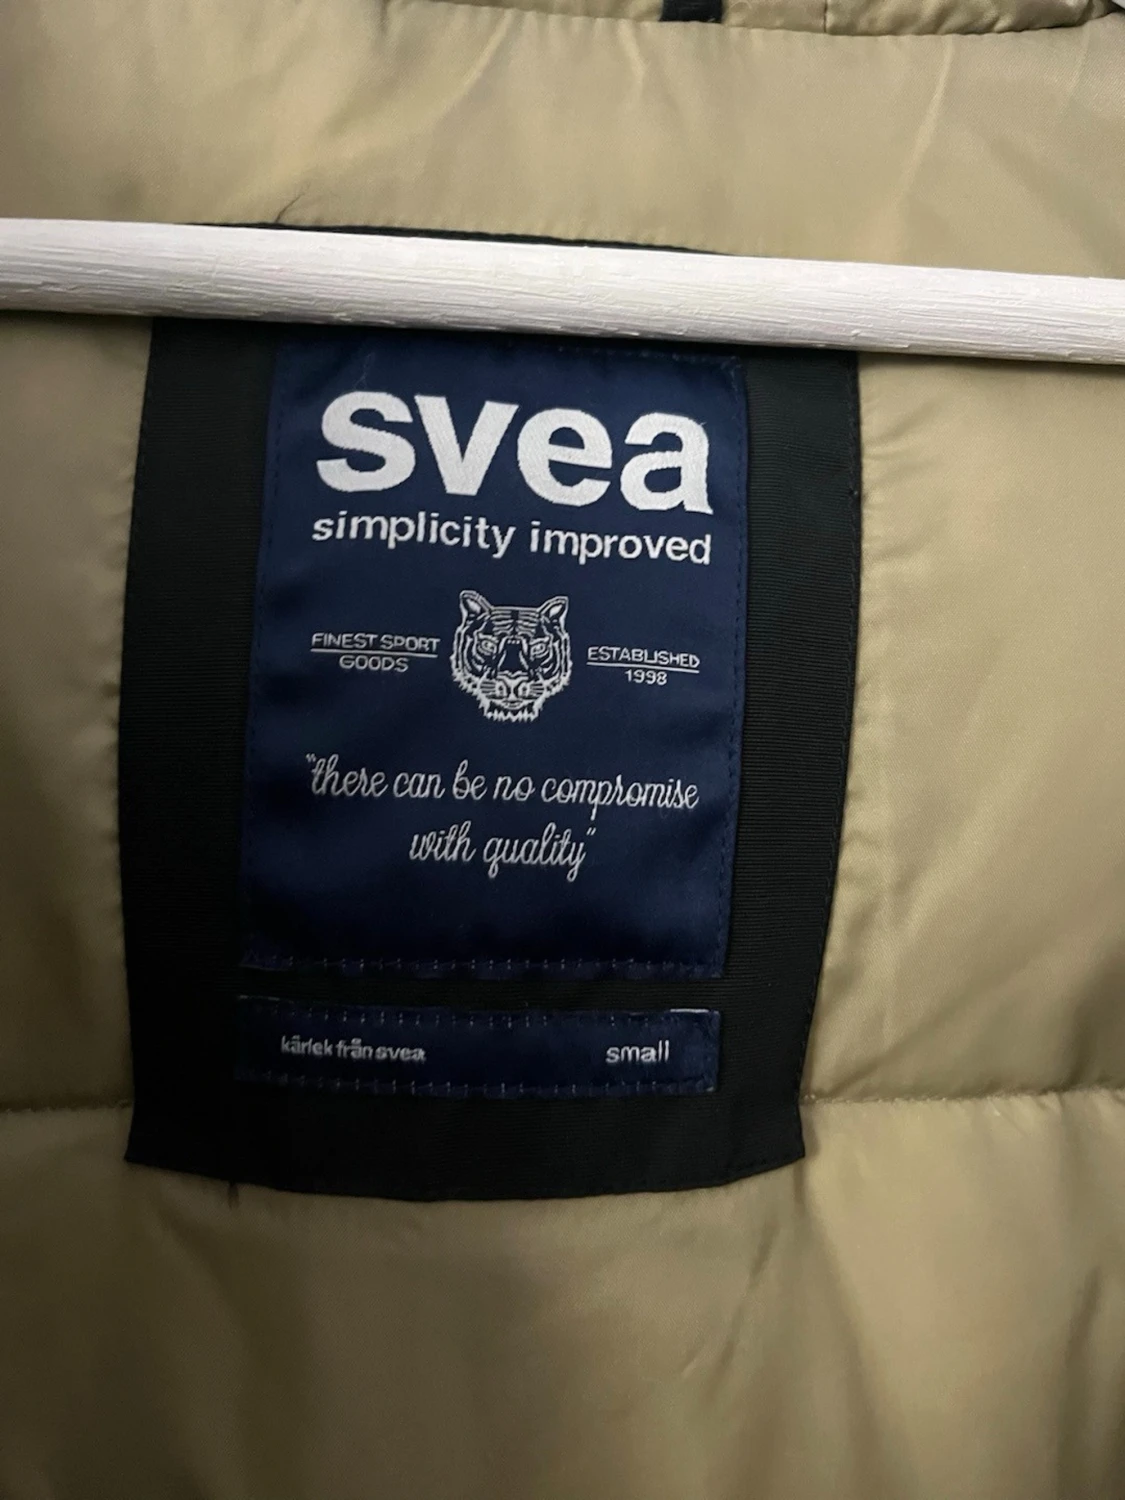 svea
simplicity improved
FINEST SPORT
GOODS
ESTABLISHED
1998
"there can be no compromise
with quality"
kärlek från svea
small